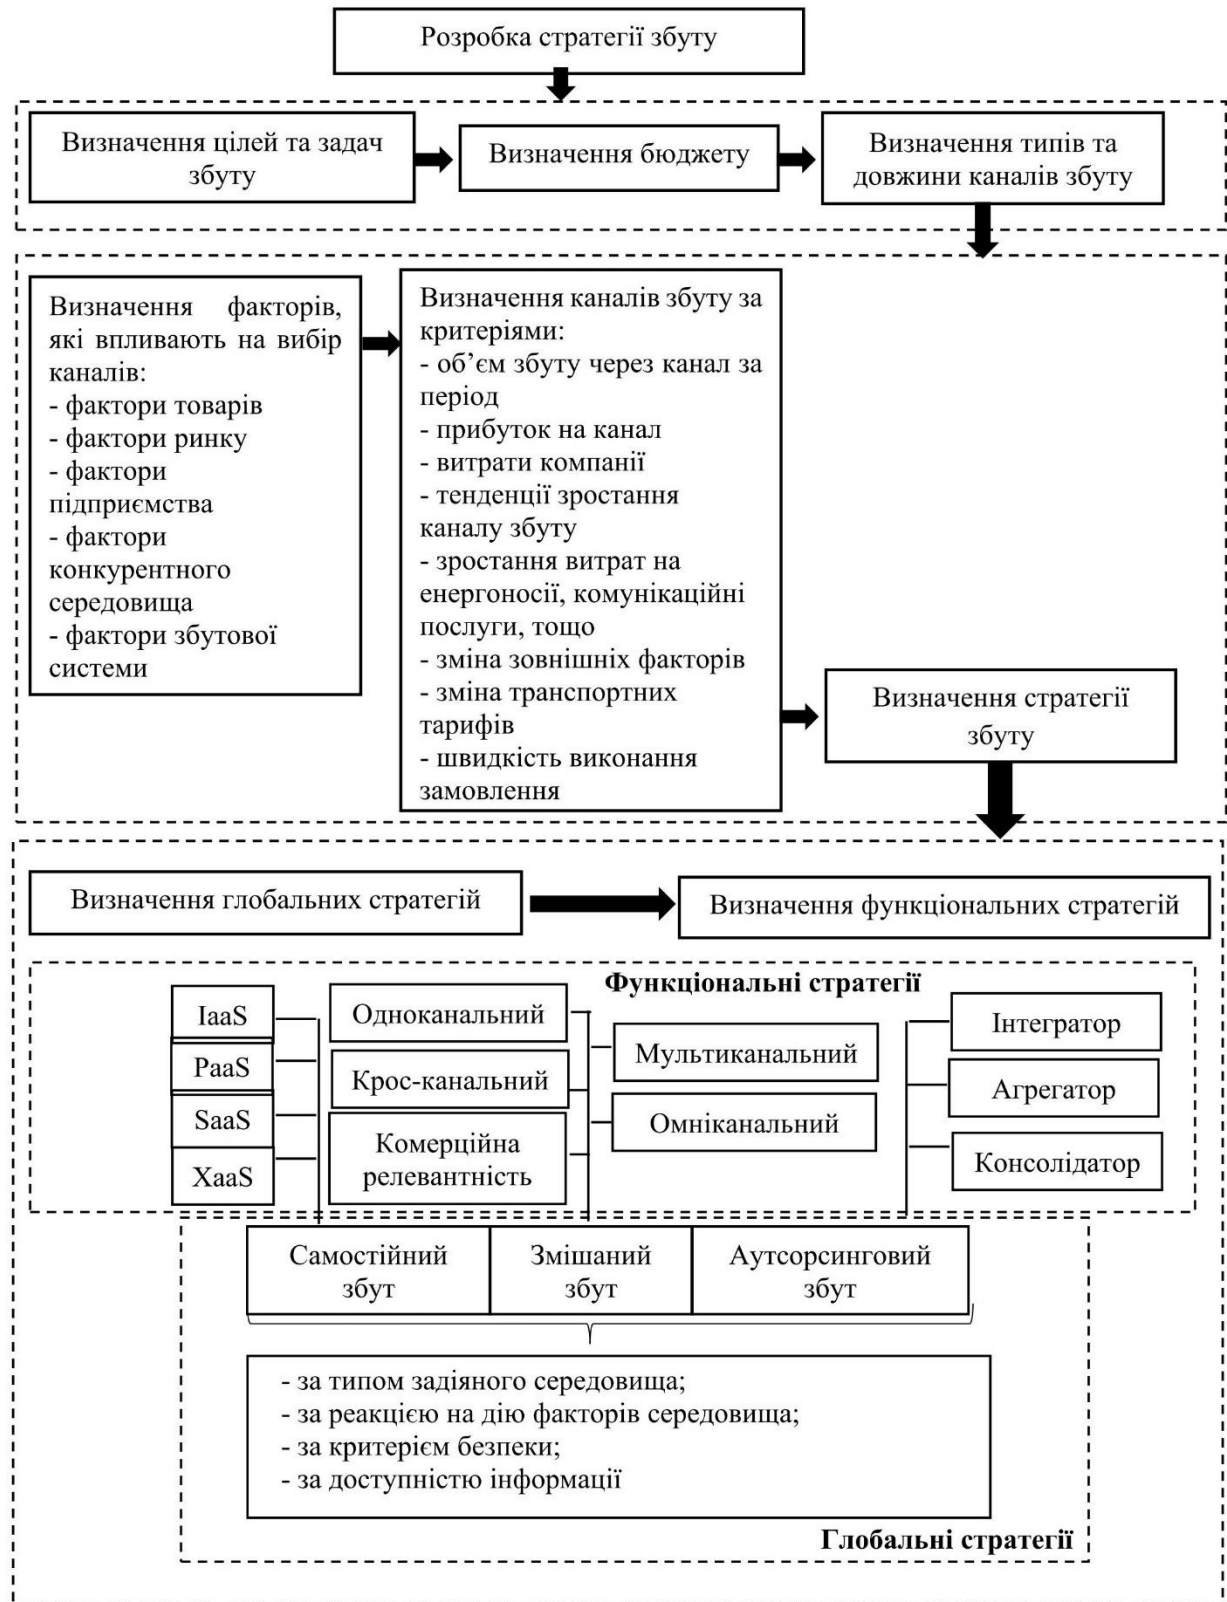 Розробка стратегії збуту
Визначення цілей та задач
збуту
Визначення бюджету
Визначення типів та
довжини каналів збуту
Визначення факторів,
які впливають на вибір
каналів:
- фактори товарів
- фактори ринку
- фактори
підприємства
- фактори
конкурентного
середовища
- фактори збутової
системи
Визначення каналів збуту за
критеріями:
- об’єм збуту через канал за
період
- прибуток на канал
- витрати компанії
- тенденції зростання
каналу збуту
- зростання витрат на
енергоносії, комунікаційні
послуги, тощо
- зміна зовнішніх факторів
- зміна транспортних
тарифів
- швидкість виконання
замовлення
Визначення стратегії
збуту
Визначення глобальних стратегій
Визначення функціональних стратегій
Функціональні стратегії
IaaS
PaaS
SaaS
XaaS
Одноканальний
Крос-канальний
Комерційна
релевантність
Мультиканальний
Омніканальний
Інтегратор
Агрегатор
Консолідатор
Самостійний
збут
Змішаний
збут
Аутсорсинговий
збут
- за типом задіяного середовища;
- за реакцією на дію факторів середовища;
- за критерієм безпеки;
- за доступністю інформації
Глобальні стратегії